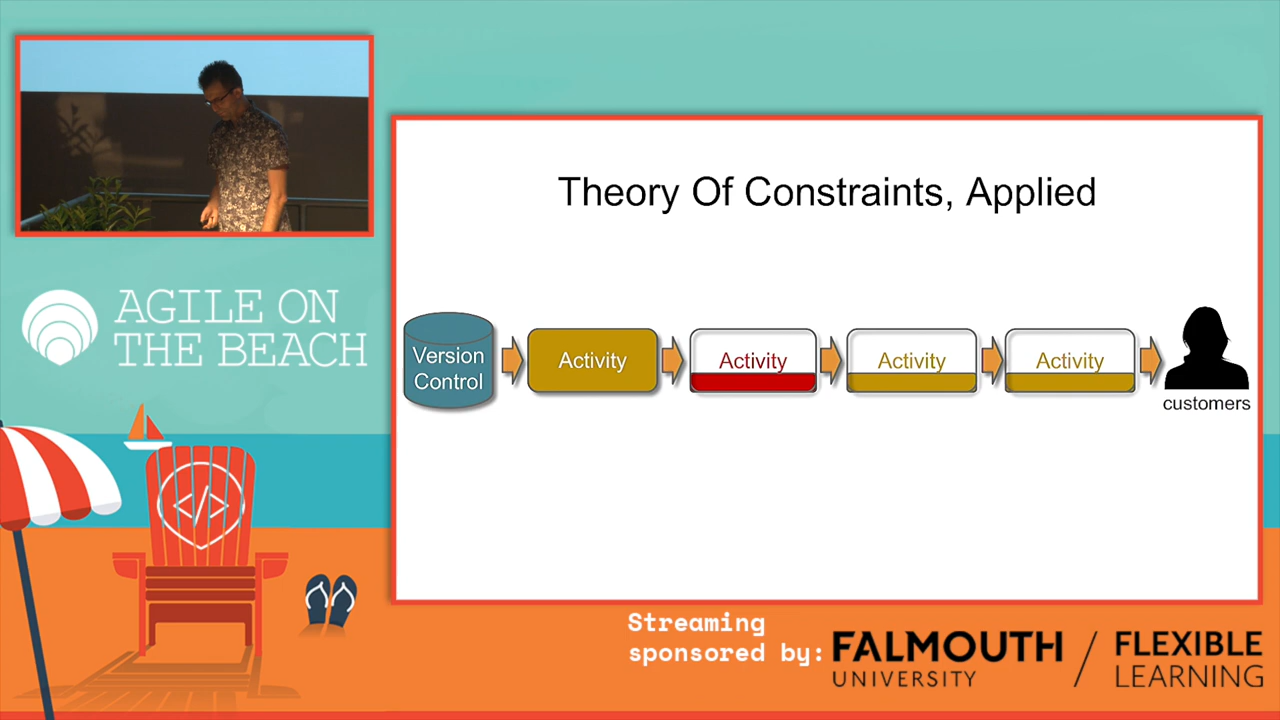 Theory Of Constraints, Applied
Version
Control
Activity
Activity
Activity
Activity
customers
AGILE ON
THE BEACH
</>
Streaming
sponsored by:
FALMOUTH
UNIVERSITY
/
FLEXIBLE
LEARNING